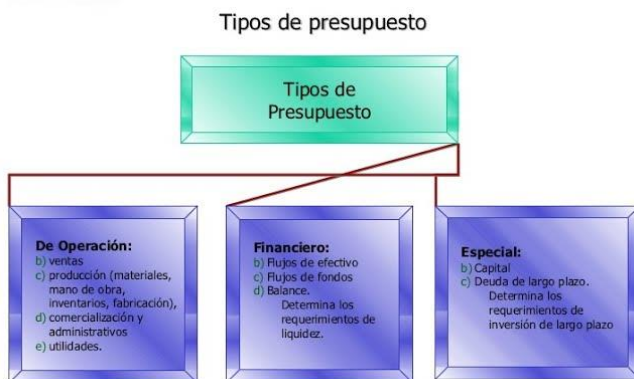 Tipos de presupuesto
Tipos de
Presupuesto
De Operación:
b) ventas
c) producción (materiales,
mano de obra,
inventarios, fabricación),
d) comercialización y
administrativos
e) utilidades.
Financiero:
b) Flujos de efectivo
c) Flujos de fondos
d) Balance.
Determina los
requerimientos de
liquidez.
Especial:
b) Capital
c) Deuda de largo plazo.
Determina los
requerimientos de
inversión de largo plazo